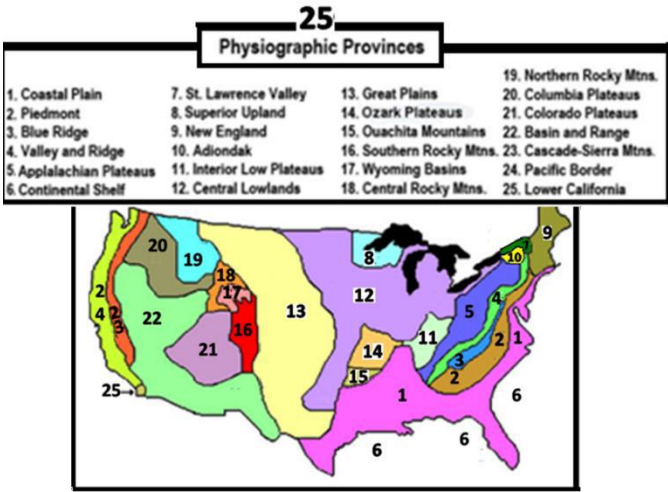 25
Physiographic Provinces
1. Coastal Plain
2. Piedmont
3. Blue Ridge
4. Valley and Ridge
5. Applalachian Plateaus
6. Continental Shelf
7. St. Lawrence Valley
8. Superior Upland
9. New England
10. Adiondak
11. Interior Low Plateaus
12. Central Lowlands
13. Great Plains
14. Ozark Plateaus
15. Ouachita Mountains
16. Southern Rocky Mtns.
17. Wyoming Basins
18. Central Rocky Mtns.
19. Northern Rocky Mtns.
20. Columbia Plateaus
21. Colorado Plateaus
22. Basin and Range
23. Cascade-Sierra Mtns.
24. Pacific Border
25. Lower California
9
7
10
20
19
8
18
17
2
4
2
3
22
16
13
12
4
5
21
14
11
2
1
3
15
2
25→
1
6
6
6